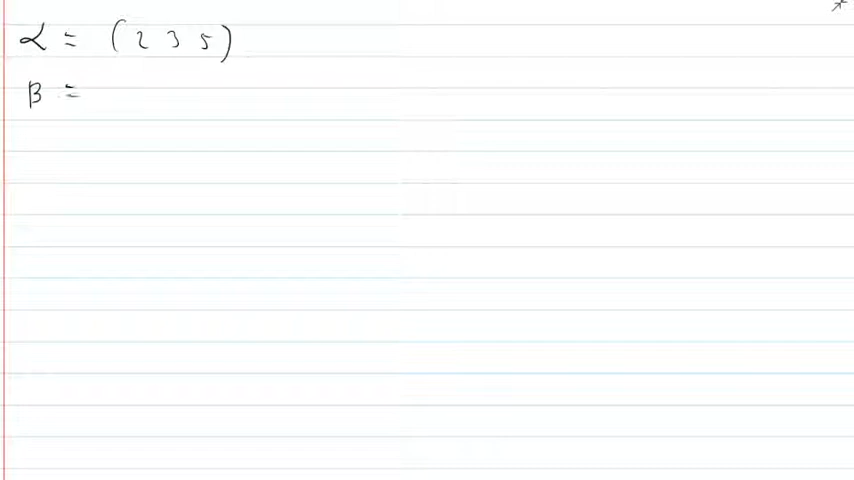 α = (2 3 5)
β =